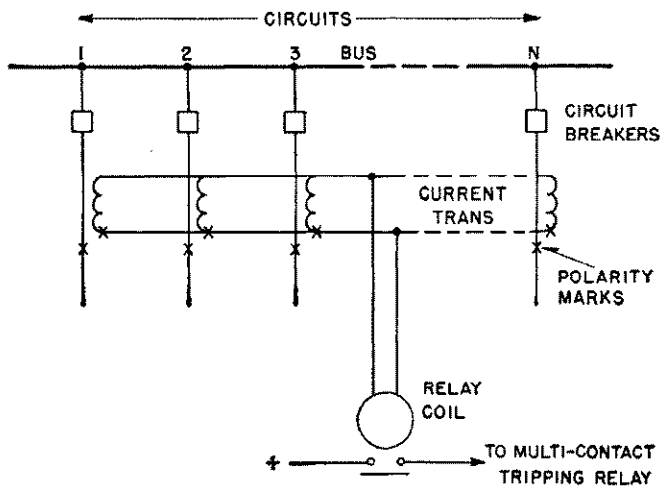 CIRCUITS
1 2 3 BUS N
CIRCUIT
BREAKERS
CURRENT
TRANS
POLARITY
MARKS
RELAY
COIL
+
TO MULTI-CONTACT
TRIPPING RELAY